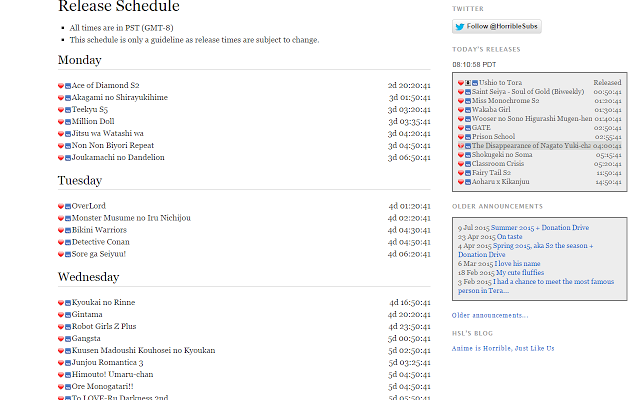 Release Schedule
All times are in PST (GMT-8)
This schedule is only a guideline as release times are subject to change.
Monday
Ace of Diamond S2 2d 20:20:41
Akagami no Shirayukihime 3d 01:50:41
Teekyu S5 3d 03:20:41
Million Doll 3d 03:35:41
Jitsu wa Watashi wa 3d 04:20:41
Non Non Biyori Repeat 3d 04:50:41
Joukamachi no Dandelion 3d 06:50:41
Tuesday
OverLord 4d 01:20:41
Monster Musume no Iru Nichijou 4d 02:20:41
Bikini Warriors 4d 04:30:41
Detective Conan 4d 04:50:41
Sore ga Seiyuu! 4d 06:20:41
Wednesday
Kyoukai no Rinne 4d 16:50:41
Gintama 4d 20:20:41
Robot Girls Z Plus 4d 23:50:41
Gangsta 5d 00:50:41
Kuusen Madoushi Kouhosei no Kyoukan 5d 02:50:41
Junjou Romantica 3 5d 03:25:41
Himouto! Umaru-chan 5d 04:50:41
Ore Monogatari!! 5d 04:50:41
To LOVE-Ru Darkness 2nd 5d 05:50:41
TWITTER
Follow @HorribleSubs
TODAY'S RELEASES
08:10:58 PDT
Ushio to Tora Released
Saint Seiya - Soul of Gold (Biweekly) 00:50:41
Miss Monochrome S2 01:20:41
Wakaba Girl 01:30:41
Wooser no Sono Higurashi Mugen-hen 01:40:41
GATE 02:50:41
Prison School 02:55:41
The Disappearance of Nagato Yuki-cha 04:00:41
Shokugeki no Soma 05:15:41
Classroom Crisis 05:20:41
Fairy Tail S2 11:50:41
Aoharu x Kikanjuu 14:50:41
OLDER ANNOUNCEMENTS
9 Jul 2015 Summer 2015 + Donation Drive
23 Apr 2015 On taste
4 Apr 2015 Spring 2015, aka S2 the season +
Donation Drive
6 Mar 2015 I love his name
18 Feb 2015 My cute fluffies
3 Feb 2015 I had a chance to meet the most famous
person in Tera...
Older announcements...
HSL'S BLOG
Anime is Horrible, Just Like Us